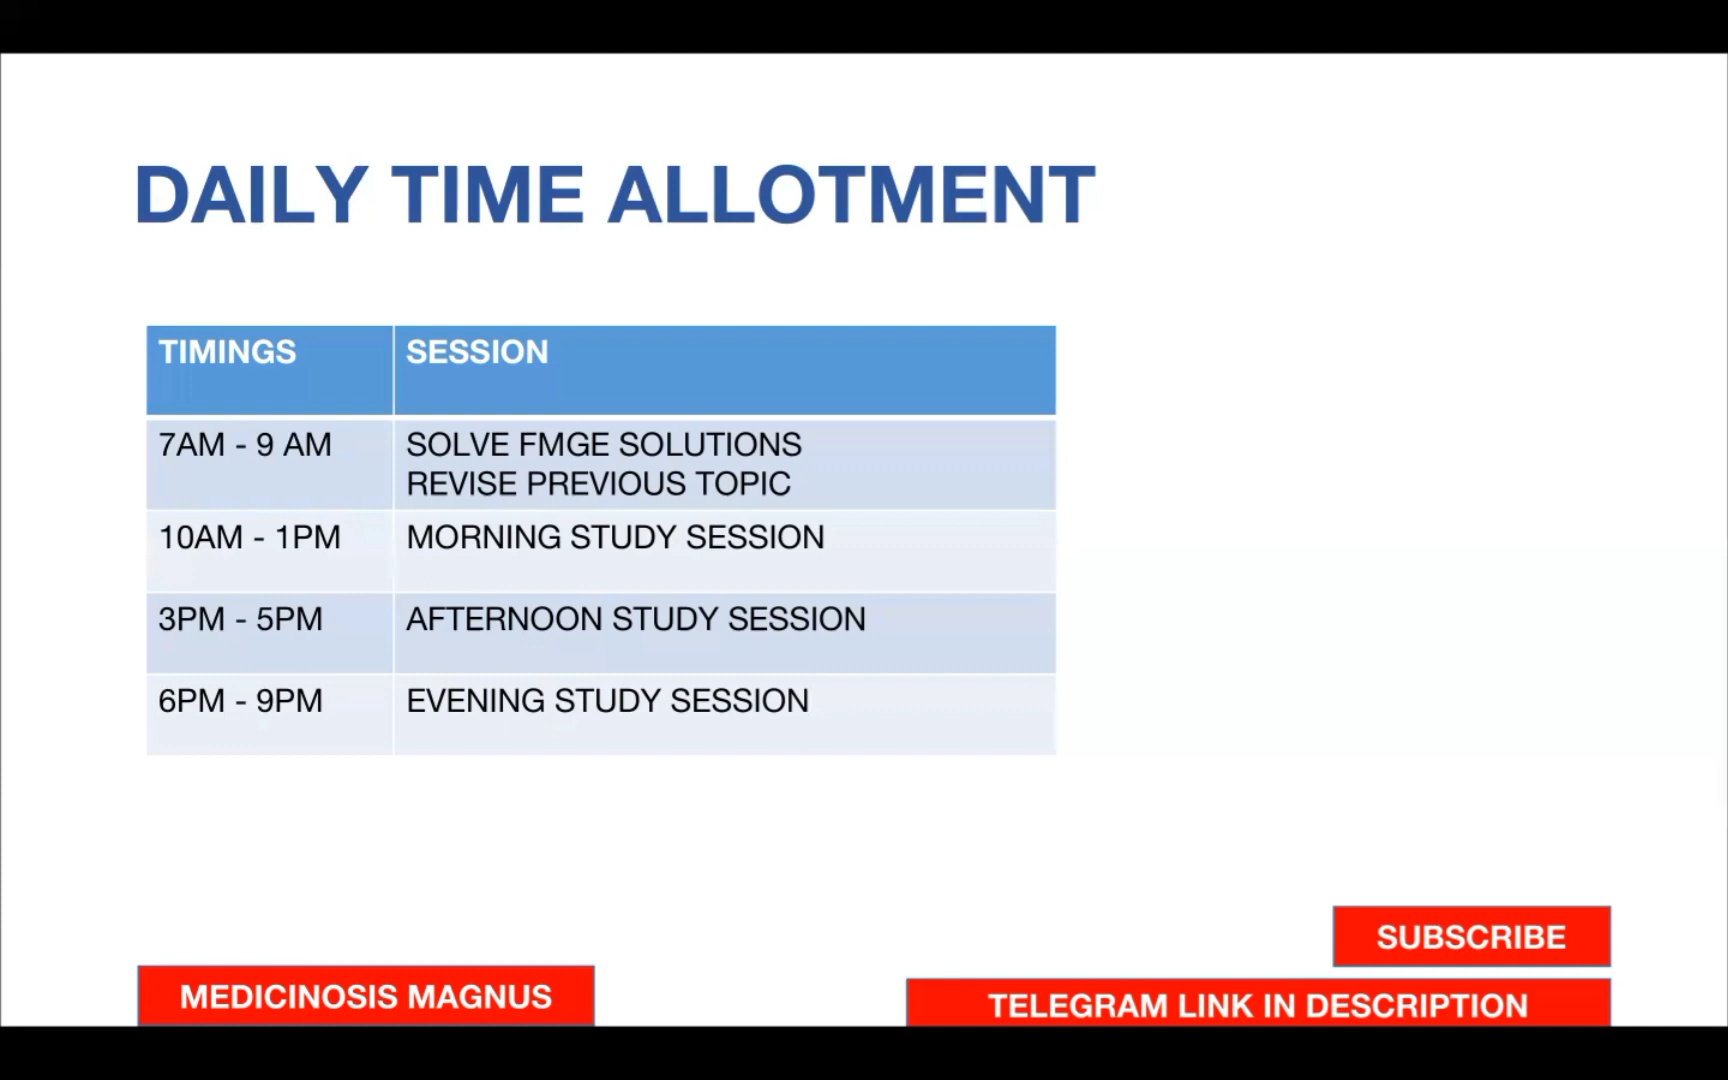 DAILY TIME ALLOTMENT
TIMINGS SESSION
7AM - 9 AM SOLVE FMGE SOLUTIONS
REVISE PREVIOUS TOPIC
10AM - 1PM MORNING STUDY SESSION
3PM - 5PM AFTERNOON STUDY SESSION
6PM - 9PM EVENING STUDY SESSION
SUBSCRIBE
MEDICINOSIS MAGNUS
TELEGRAM LINK IN DESCRIPTION